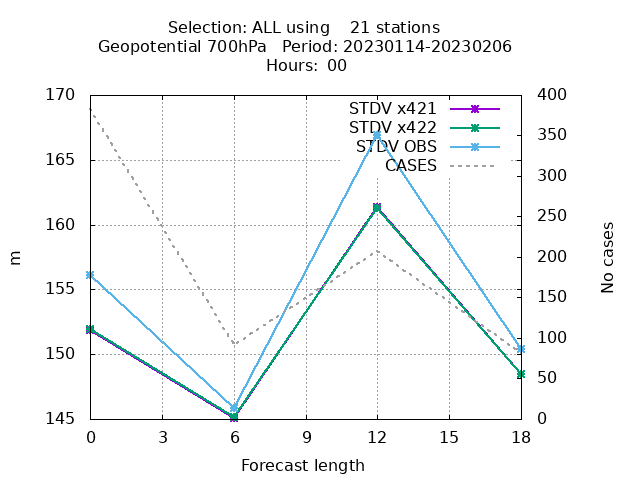 Selection: ALL using    21 stations
Geopotential 700hPa   Period: 20230114-20230206
Hours:  00
170
165
160
155
150
145
m
0
3
6
9
12
15
18
Forecast length
400
350
300
250
200
150
100
50
0
No cases
STDV x421
STDV x422
STDV OBS
CASES